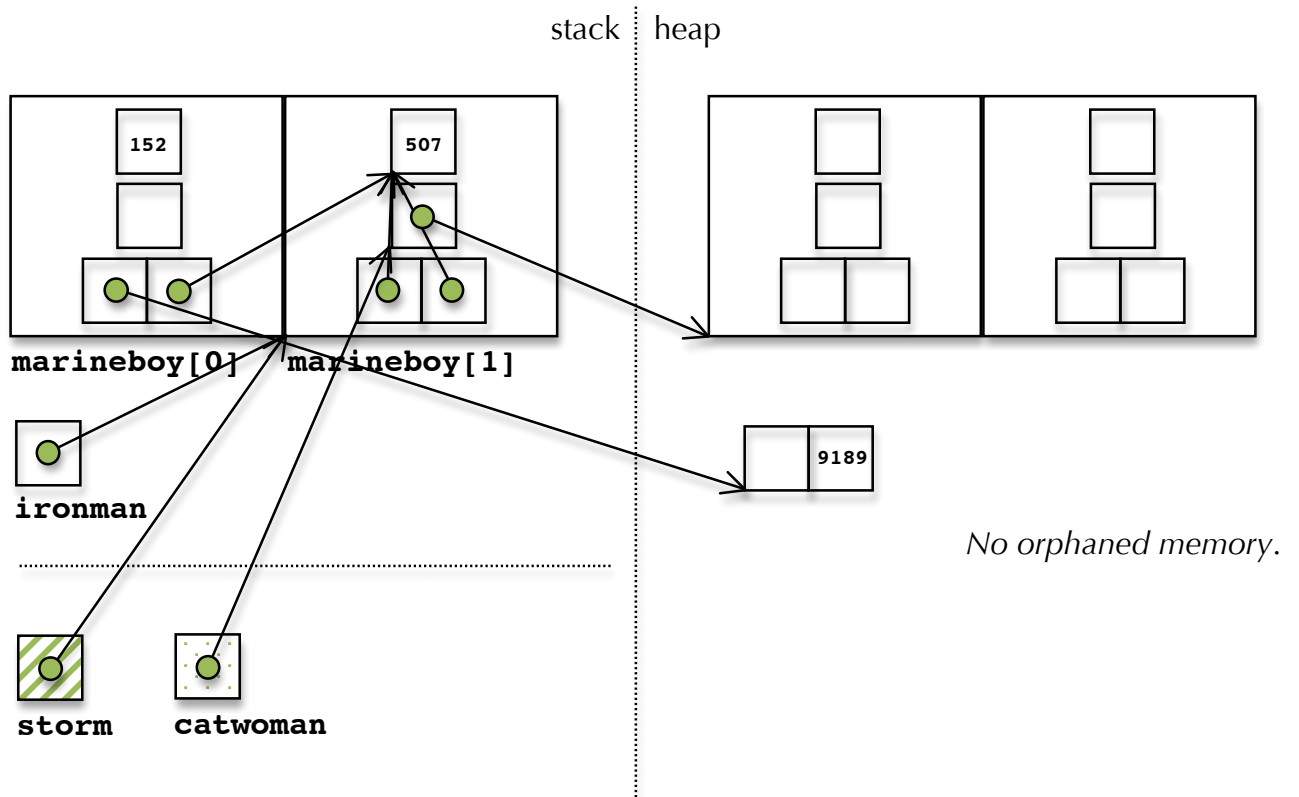 stack heap
152 507
marineboy[0] marineboy[1]
9189
ironman
No orphaned memory.
storm catwoman